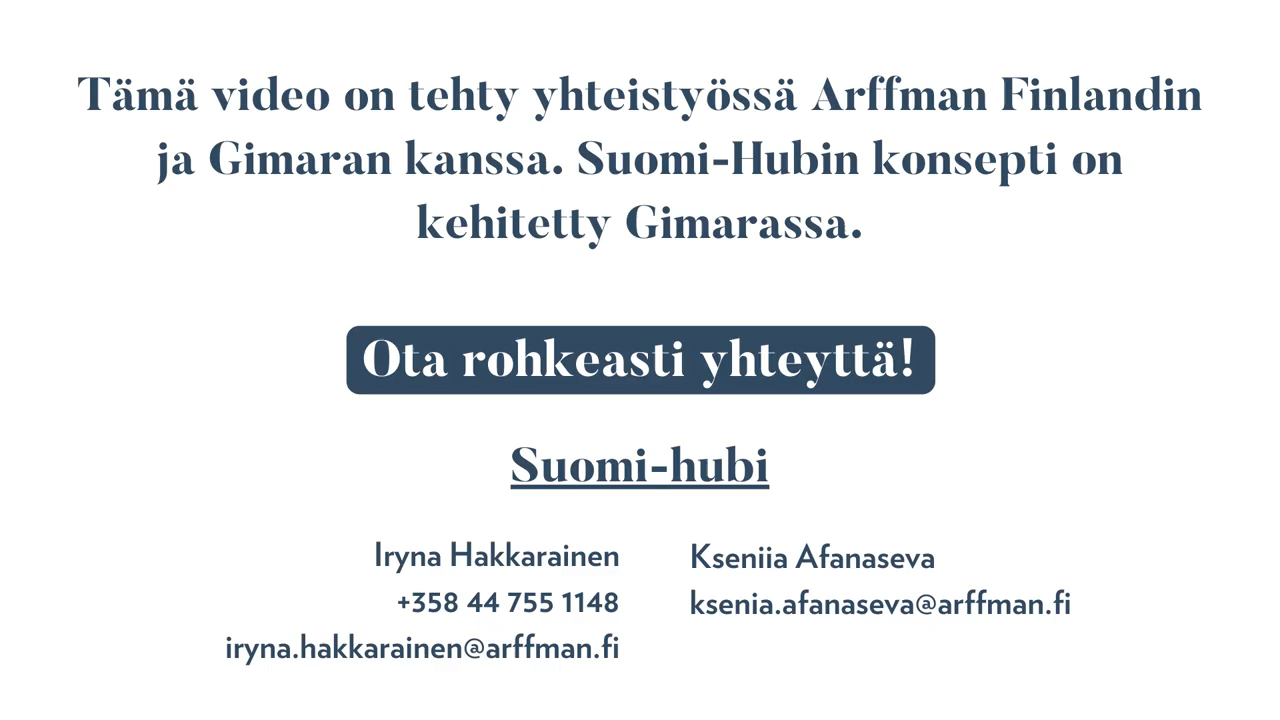 Tämä video on tehty yhteistyössä Arffman Finlandin
ja Gimaran kanssa. Suomi-Hubin konsepti on
kehitetty Gimarassa.
Ota rohkeasti yhteyttä!
Suomi-hubi
Iryna Hakkarainen
+358 44 755 1148
iryna.hakkarainen@arffman.fi
Kseniia Afanaseva
ksenia.afanaseva@arffman.fi